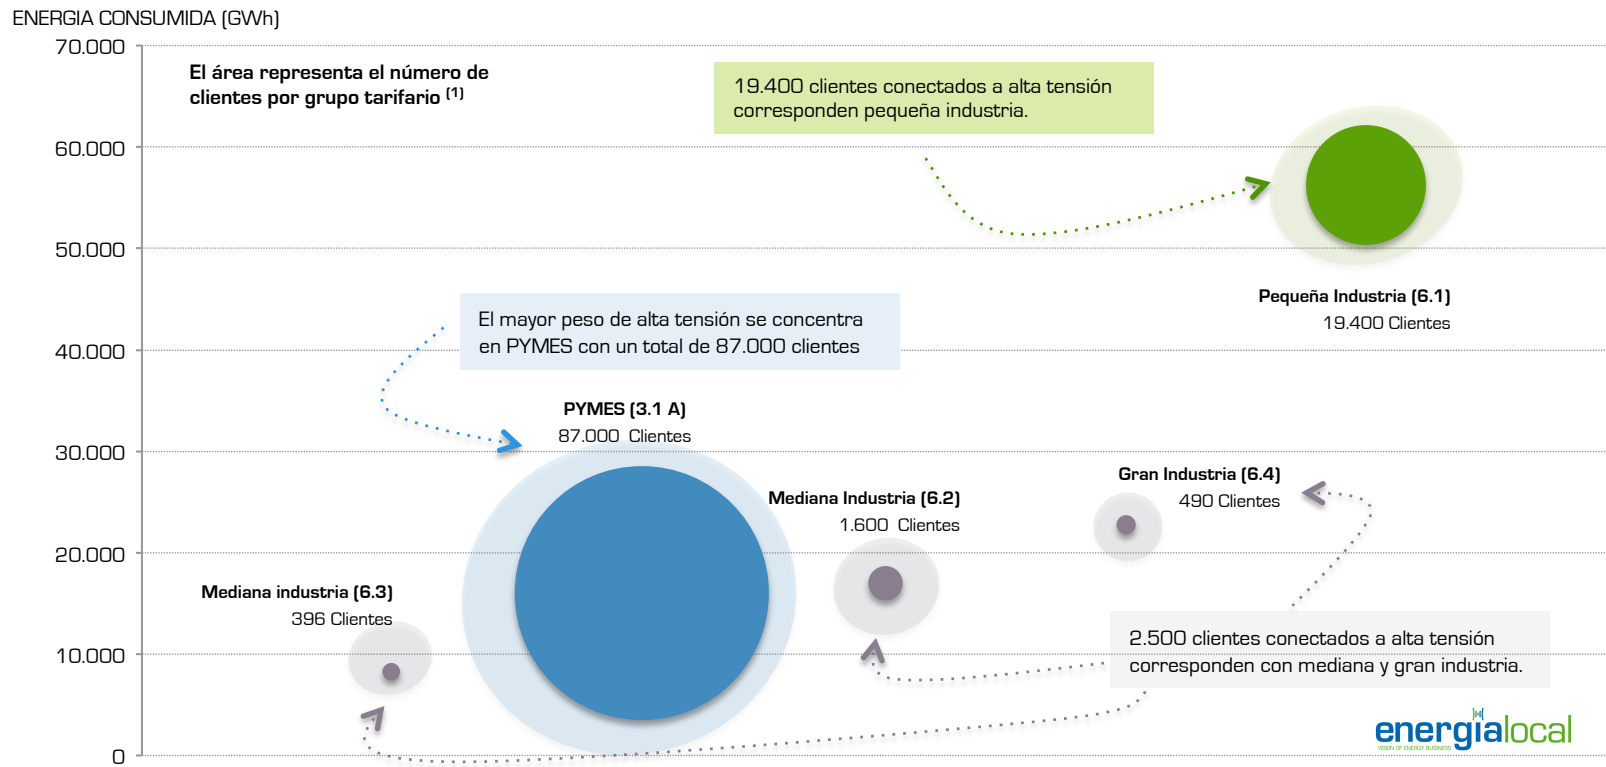 ENERGIA CONSUMIDA (GWh)
70.000
El área representa el número de
clientes por grupo tarifario (1)
19.400 clientes conectados a alta tensión
corresponden pequeña industria.
60.000
50.000
Pequeña Industria (6.1)
19.400 Clientes
El mayor peso de alta tensión se concentra
en PYMES con un total de 87.000 clientes
40.000
PYMES (3.1 A)
87.000 Clientes
30.000
Gran Industria (6.4)
490 Clientes
Mediana Industria (6.2)
1.600 Clientes
20.000
Mediana industria (6.3)
396 Clientes
2.500 clientes conectados a alta tensión
corresponden con mediana y gran industria.
10.000
energíalocal
VISION OF ENERGY BUSINESS
0